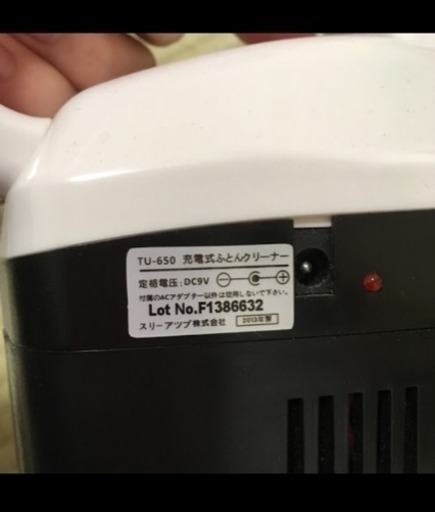 TU-650 充電式ふとんクリーナー
定格電圧:DC9V
付属のACアダプター以外は使用しないで下さい。
Lot No.F1386632
スリーアップ株式会社 2013年製